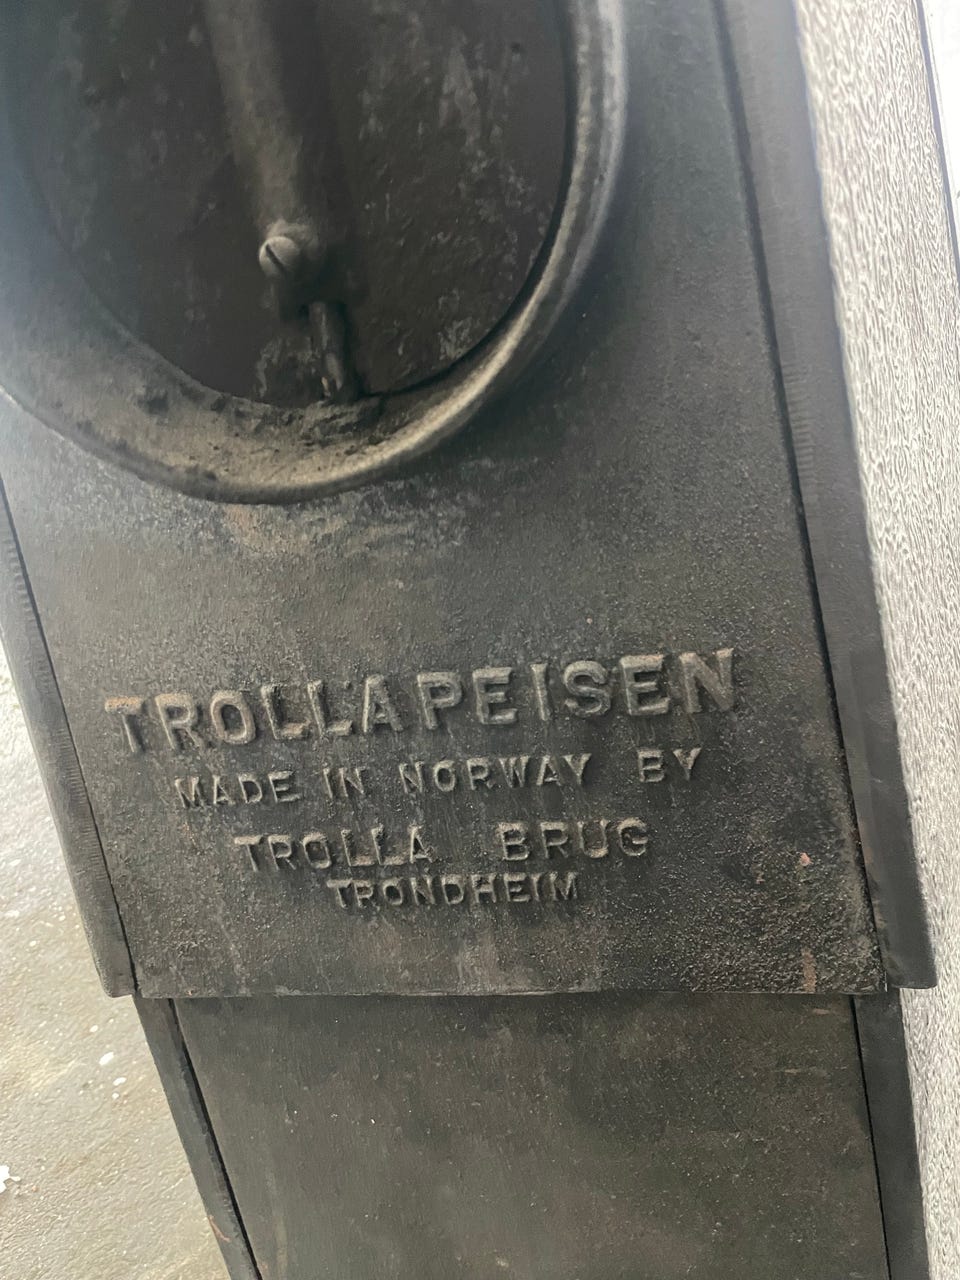 TROLLAPEISEN
MADE IN NORWAY BY
TROLLA BRUG
TRONDHEIM